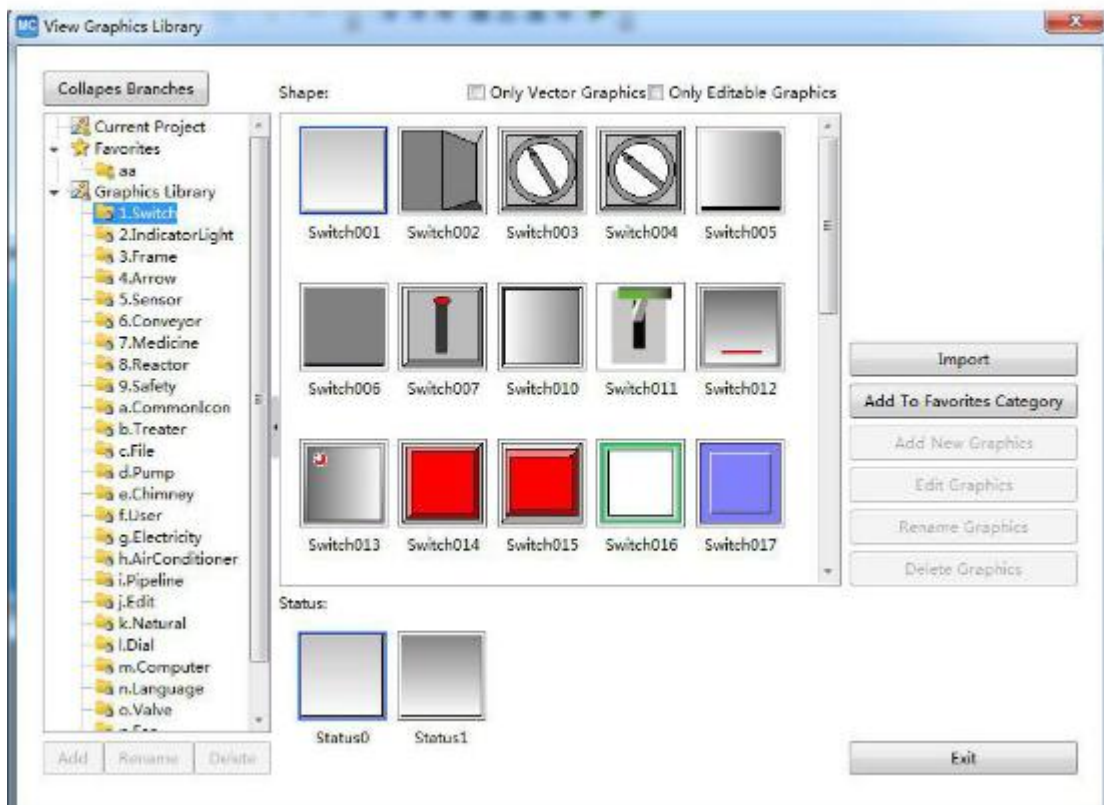 MC View Graphics Library
Collapes Branches
Shape:
Only Vector Graphics
Only Editable Graphics
Current Project
Favorites
aa
Graphics Library
1.Switch
2.IndicatorLight
3.Frame
4.Arrow
5.Sensor
6.Conveyor
7.Medicine
8.Reactor
9.Safety
a.CommonIcon
b.Treater
c.File
d.Pump
e.Chimney
f.User
g.Electricity
h.AirConditioner
i.Pipeline
j.Edit
k.Natural
l.Dial
m.Computer
n.Language
o.Valve
Add Rename Delete
Switch001 Switch002 Switch003 Switch004 Switch005
Switch006 Switch007 Switch010 Switch011 Switch012
Switch013 Switch014 Switch015 Switch016 Switch017
Status:
Status0 Status1
Import
Add To Favorites Category
Add New Graphics
Edit Graphics
Rename Graphics
Delete Graphics
Exit